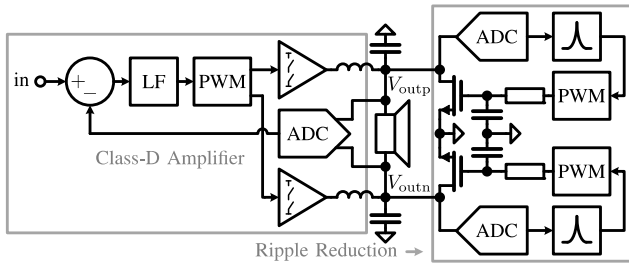 ADC
in
+
−
LF
PWM
V_outp
PWM
ADC
Class-D Amplifier
V_outn
PWM
Ripple Reduction →
ADC